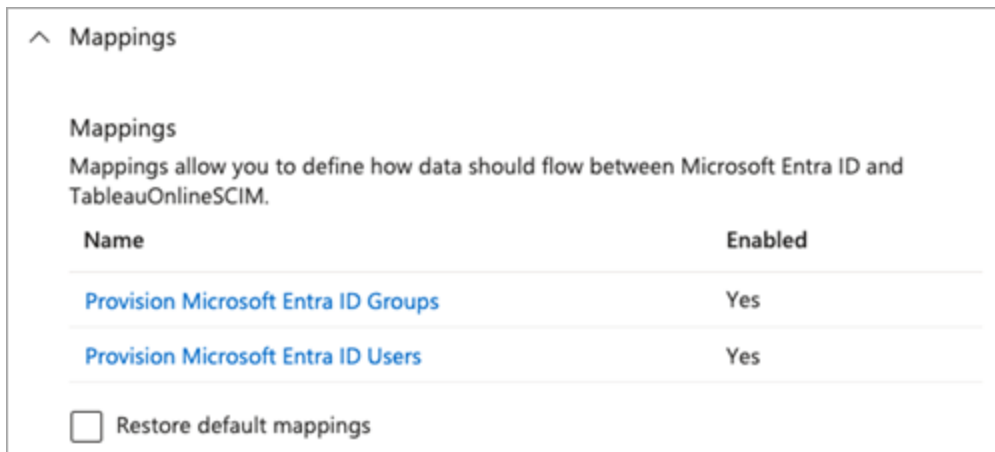 Mappings
Mappings
Mappings allow you to define how data should flow between Microsoft Entra ID and
TableauOnlineSCIM.
Name Enabled
Provision Microsoft Entra ID Groups Yes
Provision Microsoft Entra ID Users Yes
Restore default mappings